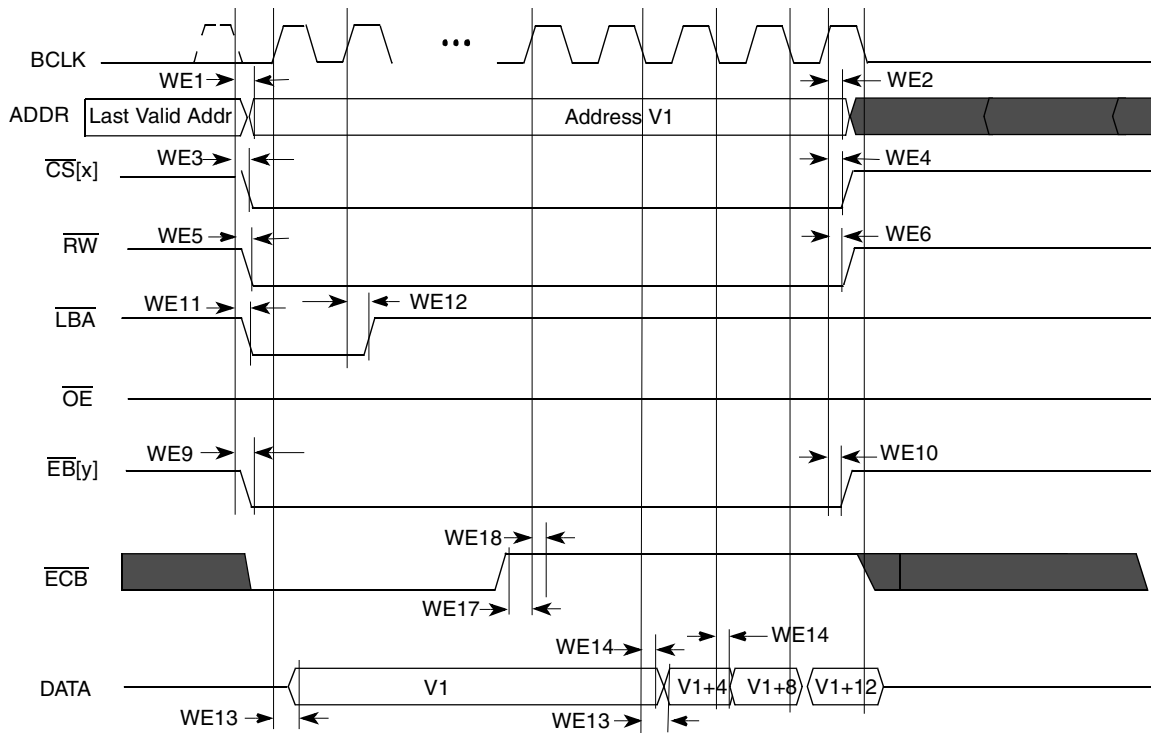 BCLK
...
WE1
WE2
ADDR
Last Valid Addr
Address V1
WE3
WE4
CS[x]
WE5
WE6
RW
WE11
WE12
LBA
OE
WE9
WE10
EB[y]
WE18
ECB
WE17
WE14
WE14
DATA
V1
V1+4
V1+8
V1+12
WE13
WE13